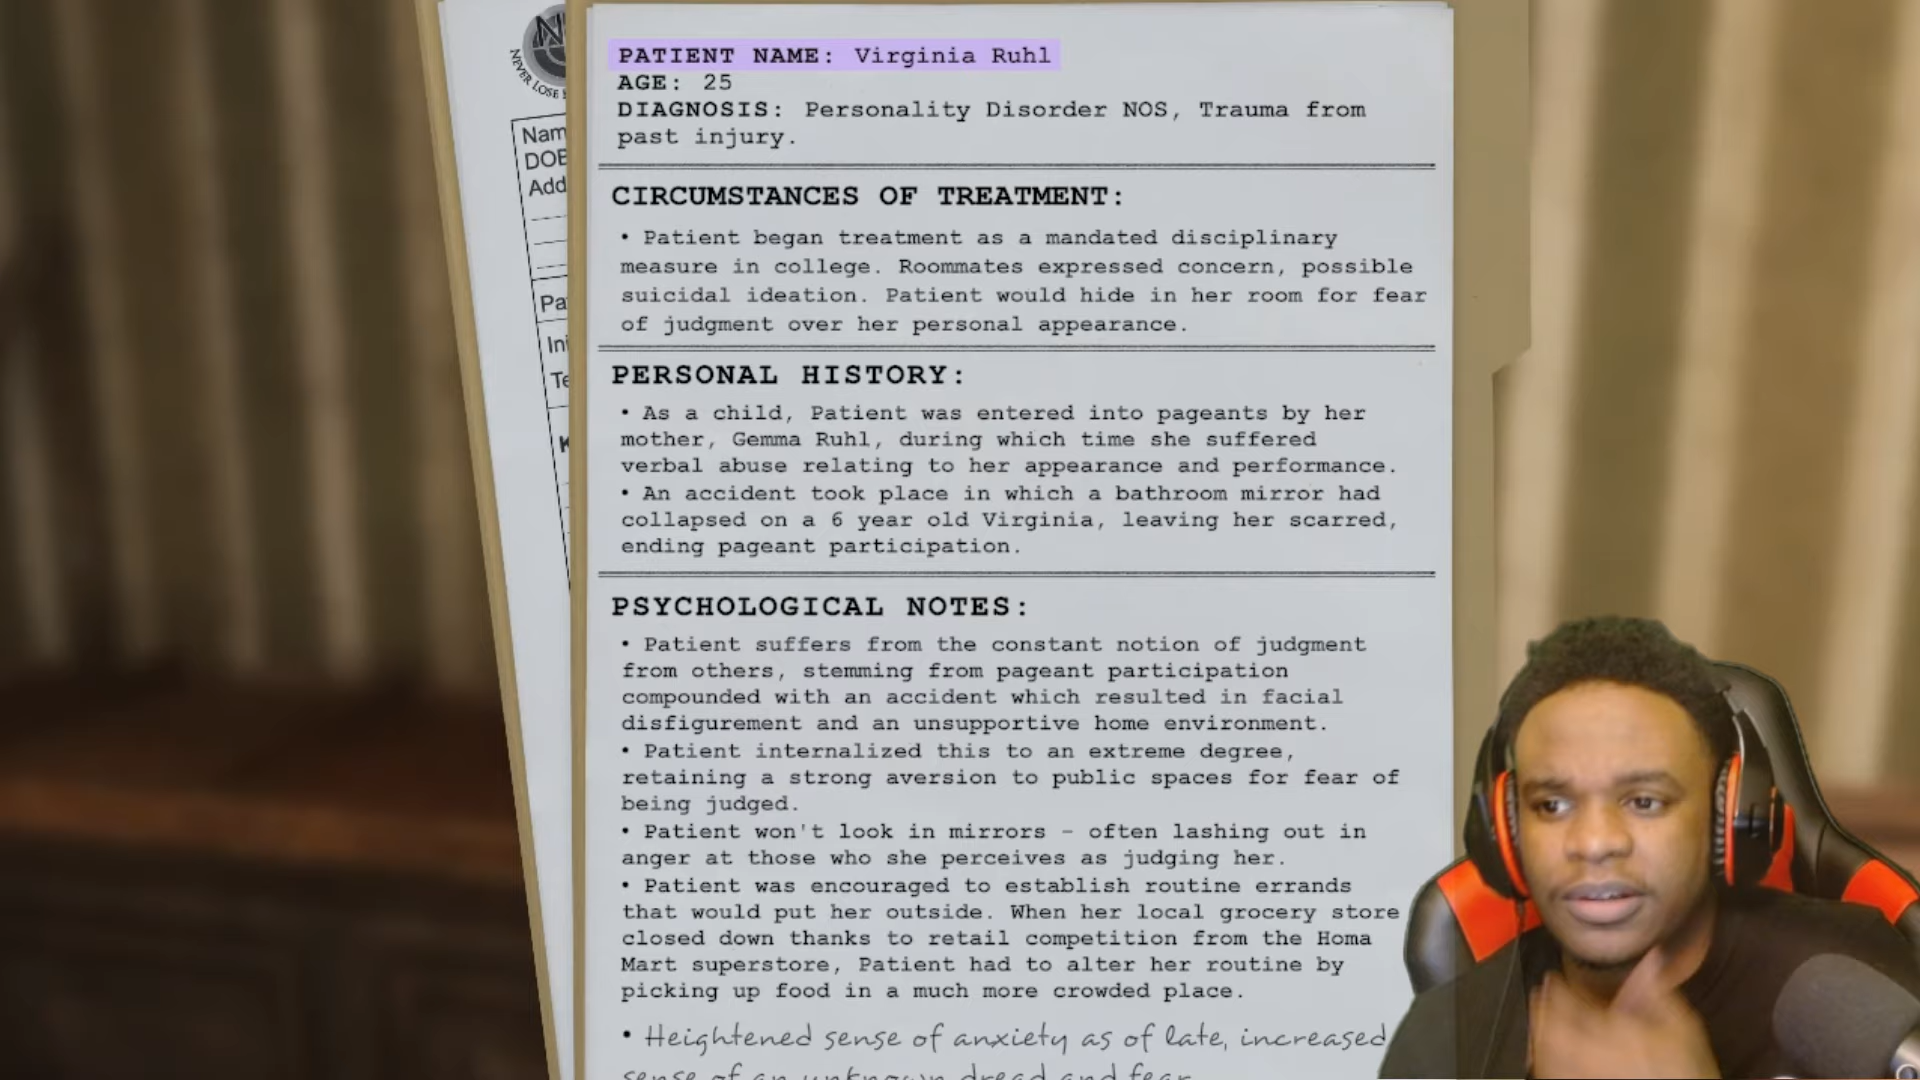 NEVER LOSE
PATIENT NAME: Virginia Ruhl
AGE: 25
DIAGNOSIS: Personality Disorder NOS, Trauma from
past injury.
CIRCUMSTANCES OF TREATMENT:
• Patient began treatment as a mandated disciplinary
measure in college. Roommates expressed concern, possible
suicidal ideation. Patient would hide in her room for fear
of judgment over her personal appearance.
PERSONAL HISTORY:
• As a child, Patient was entered into pageants by her
mother, Gemma Ruhl, during which time she suffered
verbal abuse relating to her appearance and performance.
• An accident took place in which a bathroom mirror had
collapsed on a 6 year old Virginia, leaving her scarred,
ending pageant participation.
PSYCHOLOGICAL NOTES:
• Patient suffers from the constant notion of judgment
from others, stemming from pageant participation
compounded with an accident which resulted in facial
disfigurement and an unsupportive home environment.
• Patient internalized this to an extreme degree,
retaining a strong aversion to public spaces for fear of
being judged.
• Patient won't look in mirrors – often lashing out in
anger at those who she perceives as judging her.
• Patient was encouraged to establish routine errands
that would put her outside. When her local grocery store
closed down thanks to retail competition from the Homa
Mart superstore, Patient had to alter her routine by
picking up food in a much more crowded place.
• Heightened sense of anxiety as of late, increased
sense of an unknown dread and fear